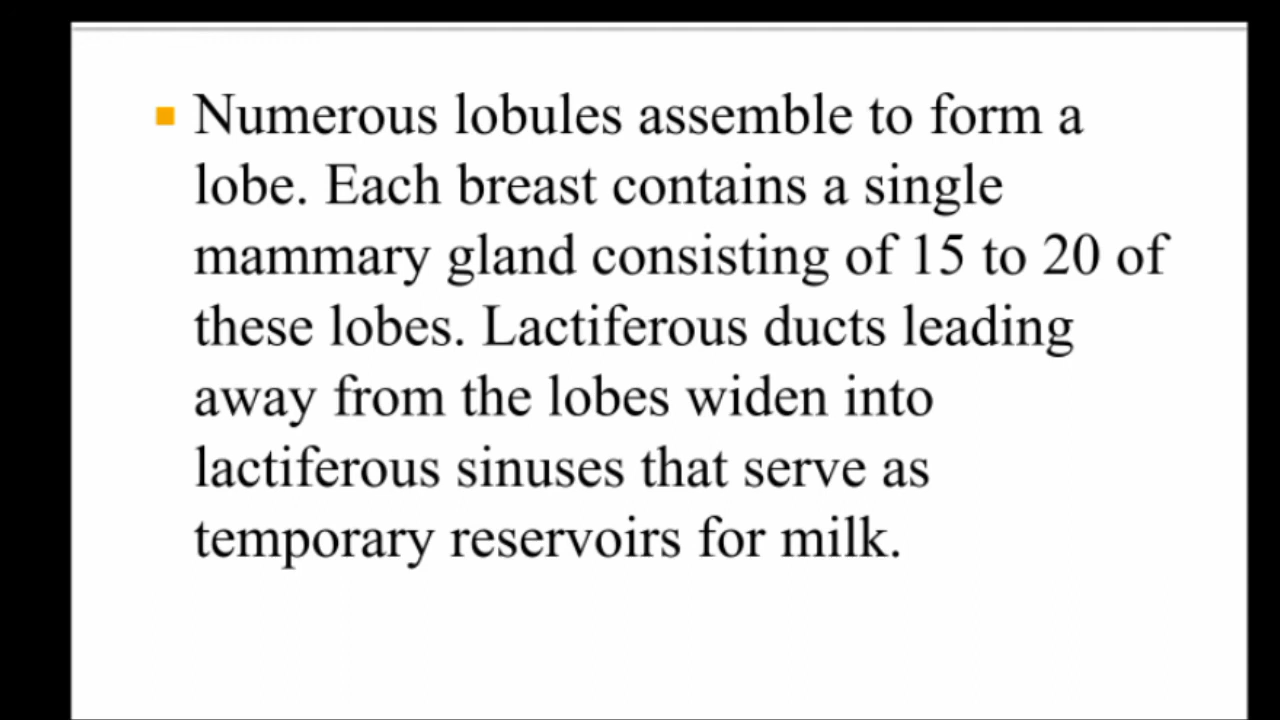 Numerous lobules assemble to form a
lobe. Each breast contains a single
mammary gland consisting of 15 to 20 of
these lobes. Lactiferous ducts leading
away from the lobes widen into
lactiferous sinuses that serve as
temporary reservoirs for milk.